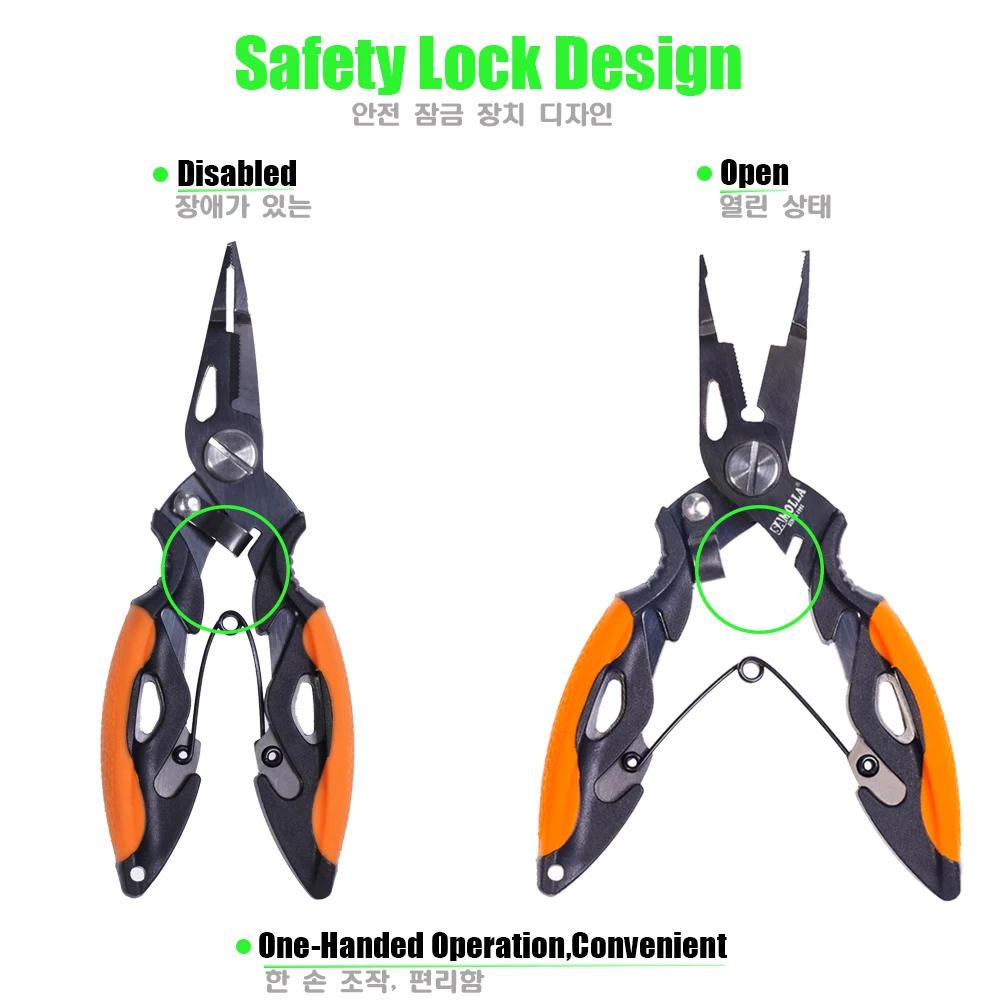 Safety Lock Design
안전 잠금 장치 디자인
Disabled
장애가 있는
Open
열린 상태
SAMOLLA®
One-Handed Operation,Convenient
한 손 조작, 편리함